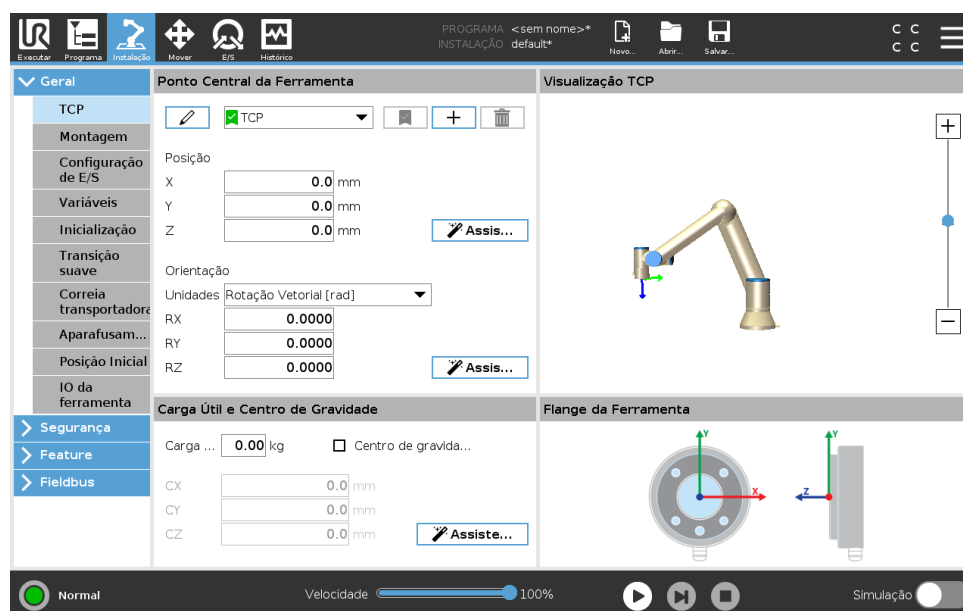 PROGRAMA <sem nome>*
INSTALAÇÃO default*
Executar Programa Instalação Mover E/S Histórico Novo... Abrir... Salvar...
C C
C C
Geral
TCP
Montagem
Configuração
de E/S
Variáveis
Inicialização
Transição
suave
Correia
transportadora
Aparafusam...
Posição Inicial
IO da
ferramenta
Segurança
Feature
Fieldbus
Ponto Central da Ferramenta
TCP
Posição
X 0.0 mm
Y 0.0 mm
Z 0.0 mm Assis...
Orientação
Unidades Rotação Vetorial [rad]
RX 0.0000
RY 0.0000
RZ 0.0000 Assis...
Carga Útil e Centro de Gravidade
Carga ... 0.00 kg Centro de gravida...
CX 0.0 mm
CY 0.0 mm
CZ 0.0 mm Assiste...
Visualização TCP
Flange da Ferramenta
Y Y
X Z
Normal Velocidade 100% Simulação